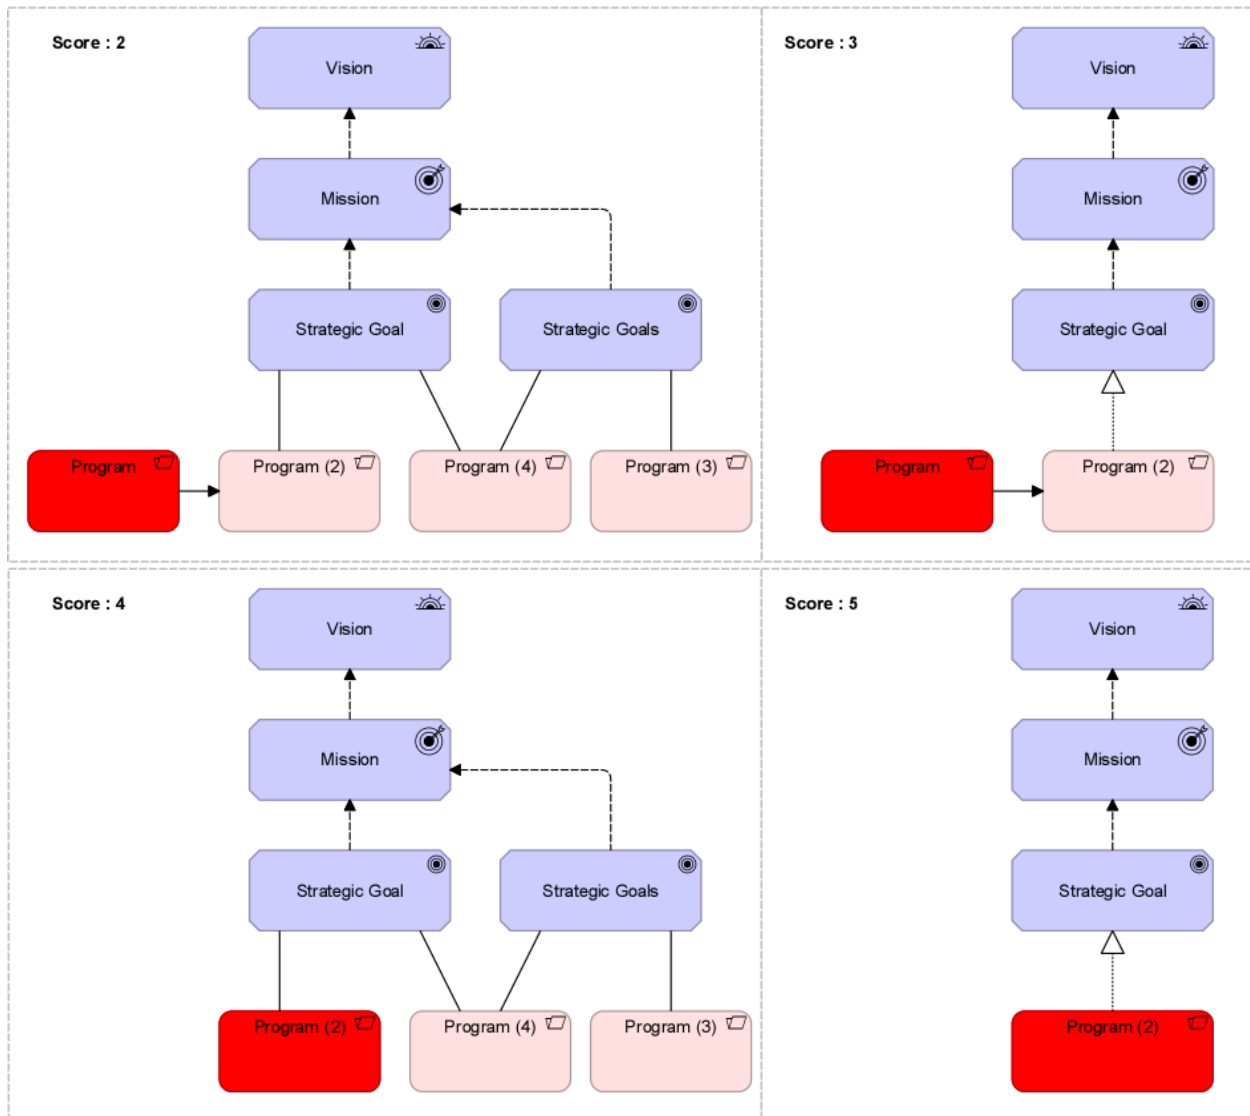 Score : 2
Vision
Mission
Strategic Goal
Strategic Goals
Program
Program (2)
Program (4)
Program (3)
Score : 3
Vision
Mission
Strategic Goal
Program
Program (2)
Score : 4
Vision
Mission
Strategic Goal
Strategic Goals
Program (2)
Program (4)
Program (3)
Score : 5
Vision
Mission
Strategic Goal
Program (2)